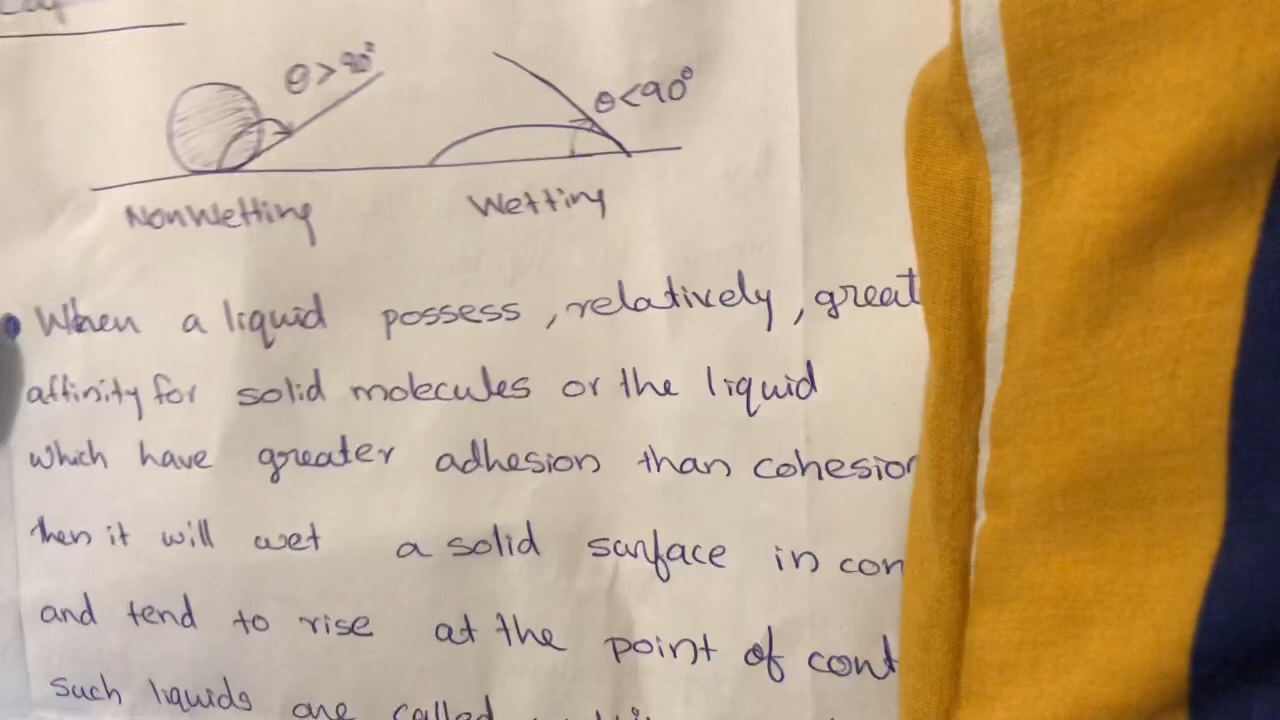 θ > 90°
θ < 90°
NonWetting
Wetting
When a liquid possess , relatively , great
affinity for solid molecules or the liquid
which have greater adhesion than cohesion
then it will wet a solid surface in con
and tend to rise at the point of cont
such liquids are called